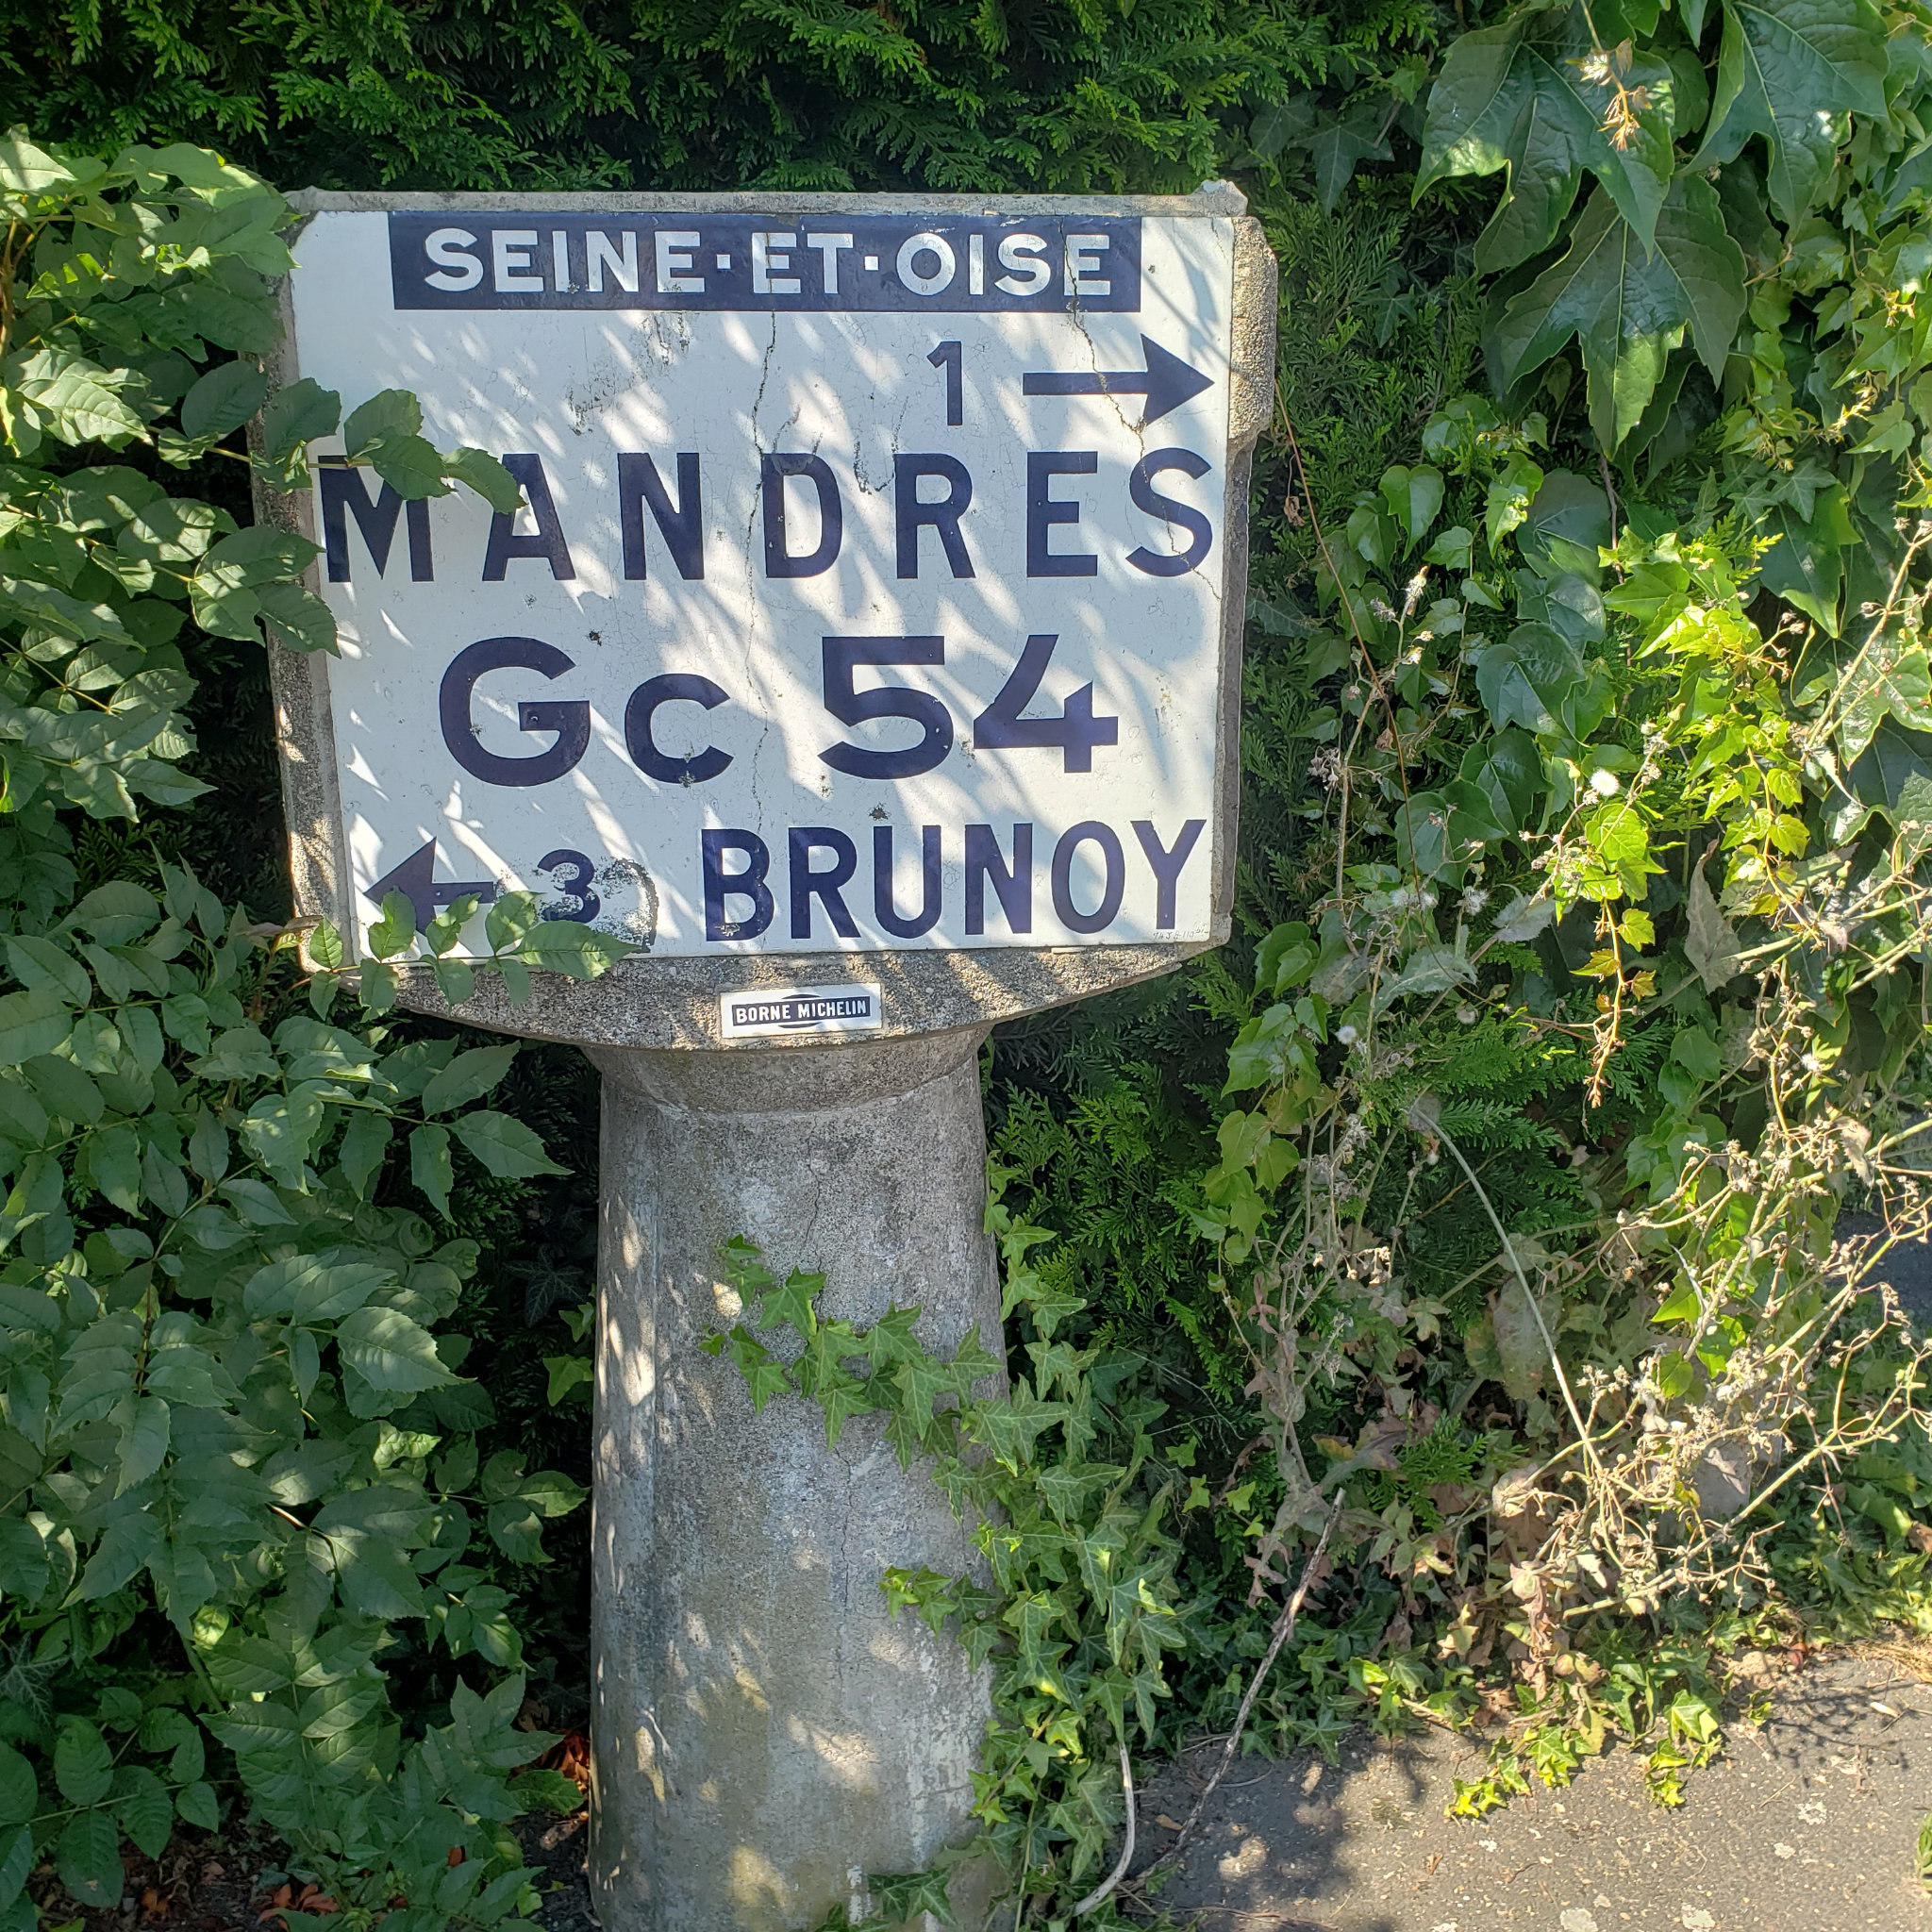 SEINE·ET·OISE
1
MANDRES
Gc 54
3 BRUNOY
BORNE MICHELIN